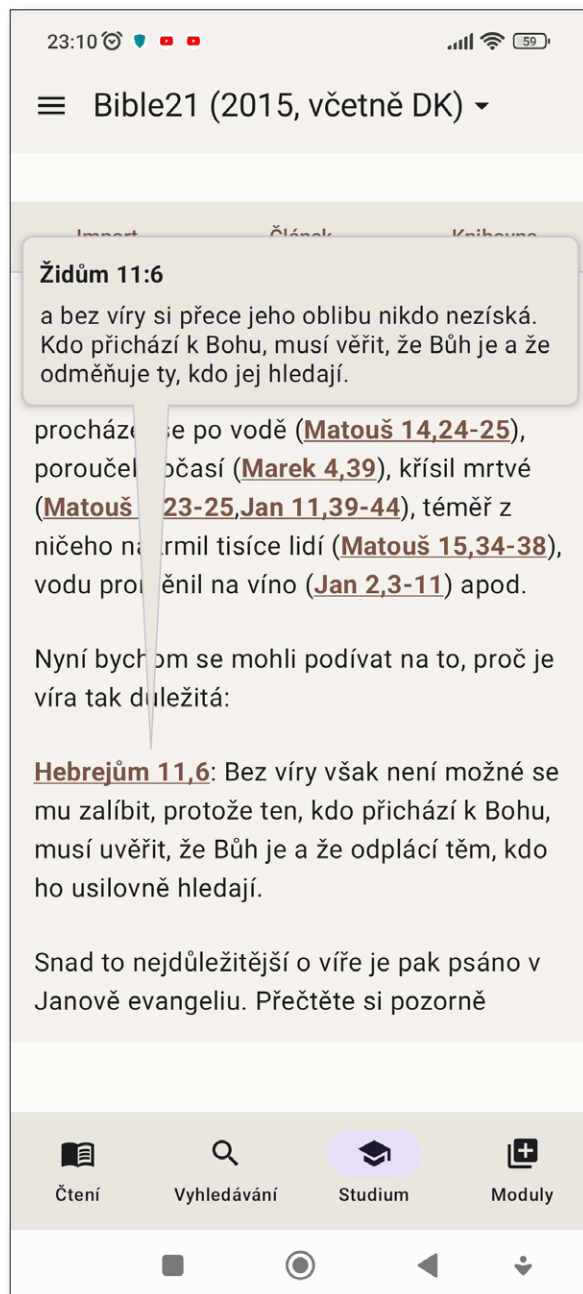 23:10
59
Bible21 (2015, včetně DK)
Import Článek Knihovna
Židům 11:6
a bez víry si přece jeho oblibu nikdo nezíská.
Kdo přichází k Bohu, musí věřit, že Bůh je a že
odměňuje ty, kdo jej hledají.
procháze se po vodě (Matouš 14,24-25),
poroučel očasí (Marek 4,39), křísil mrtvé
(Matouš 23-25,Jan 11,39-44), téměř z
ničeho na rmil tisíce lidí (Matouš 15,34-38),
vodu pro ěnil na víno (Jan 2,3-11) apod.
Nyní bychom se mohli podívat na to, proč je
víra tak důležitá:
Hebrejům 11,6: Bez víry však není možné se
mu zalíbit, protože ten, kdo přichází k Bohu,
musí uvěřit, že Bůh je a že odplácí těm, kdo
ho usilovně hledají.
Snad to nejdůležitější o víře je pak psáno v
Janově evangeliu. Přečtěte si pozorně
Čtení Vyhledávání Studium Moduly